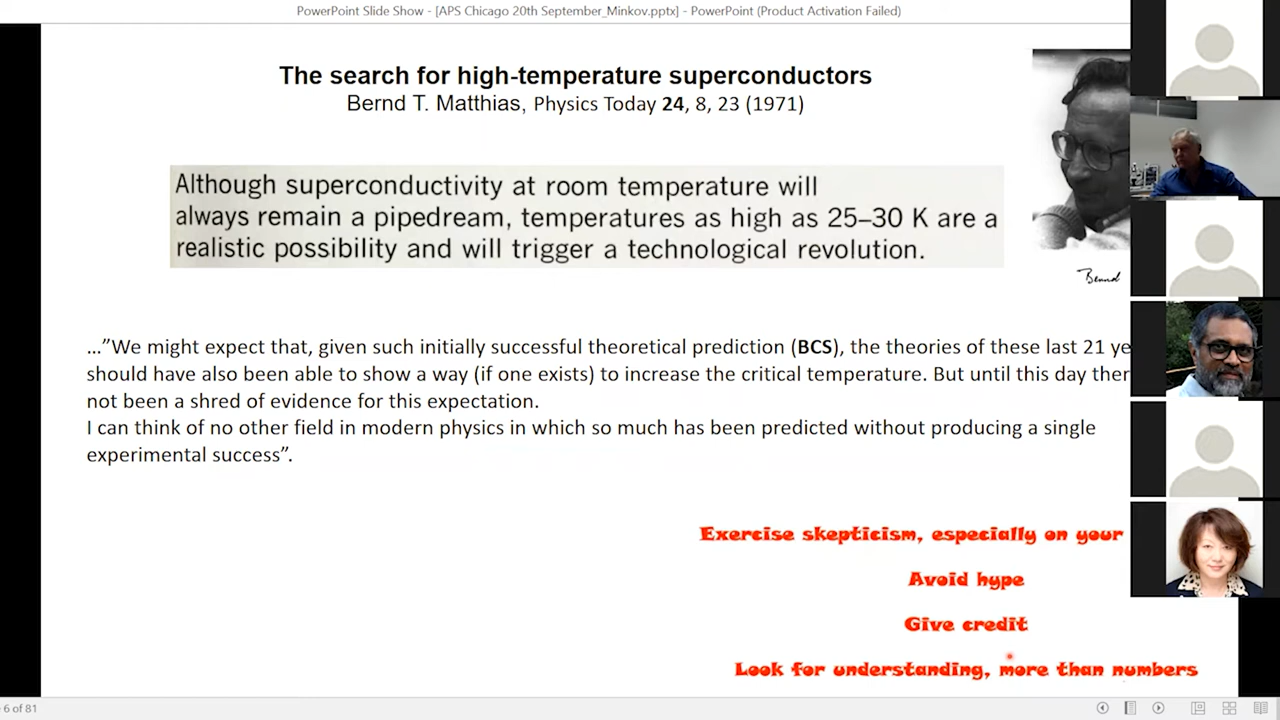 PowerPoint Slide Show - [APS Chicago 20th September_Minkov.pptx] - PowerPoint (Product Activation Failed)
The search for high-temperature superconductors
Bernd T. Matthias, Physics Today 24, 8, 23 (1971)
Although superconductivity at room temperature will
always remain a pipedream, temperatures as high as 25–30 K are a
realistic possibility and will trigger a technological revolution.
Bernd
..."We might expect that, given such initially successful theoretical prediction (BCS), the theories of these last 21 ye
should have also been able to show a way (if one exists) to increase the critical temperature. But until this day ther
not been a shred of evidence for this expectation.
I can think of no other field in modern physics in which so much has been predicted without producing a single
experimental success".
Exercise skepticism, especially on your
Avoid hype
Give credit
Look for understanding, more than numbers
6 of 81